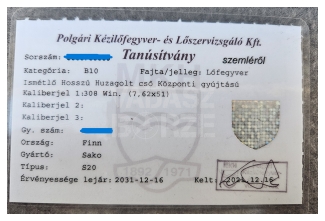 Polgári Kézilőfegyver- és Lőszervizsgáló Kft.
Sorszám:
Tanúsítvány
szemléről
Kategória: B10 Fajta/jelleg: Lőfegyver
Ismétlő Hosszú Huzagolt cső Központi gyújtású
Kaliberjel 1:308 Win. (7,62x51)
Kaliberjel 2:
Kaliberjel 3:
Gy. szám:
Ország: Finn
Gyártó: Sako
Típus: S20
Érvényessége lejár: 2031-12-16 Kelt: 2021.12.16